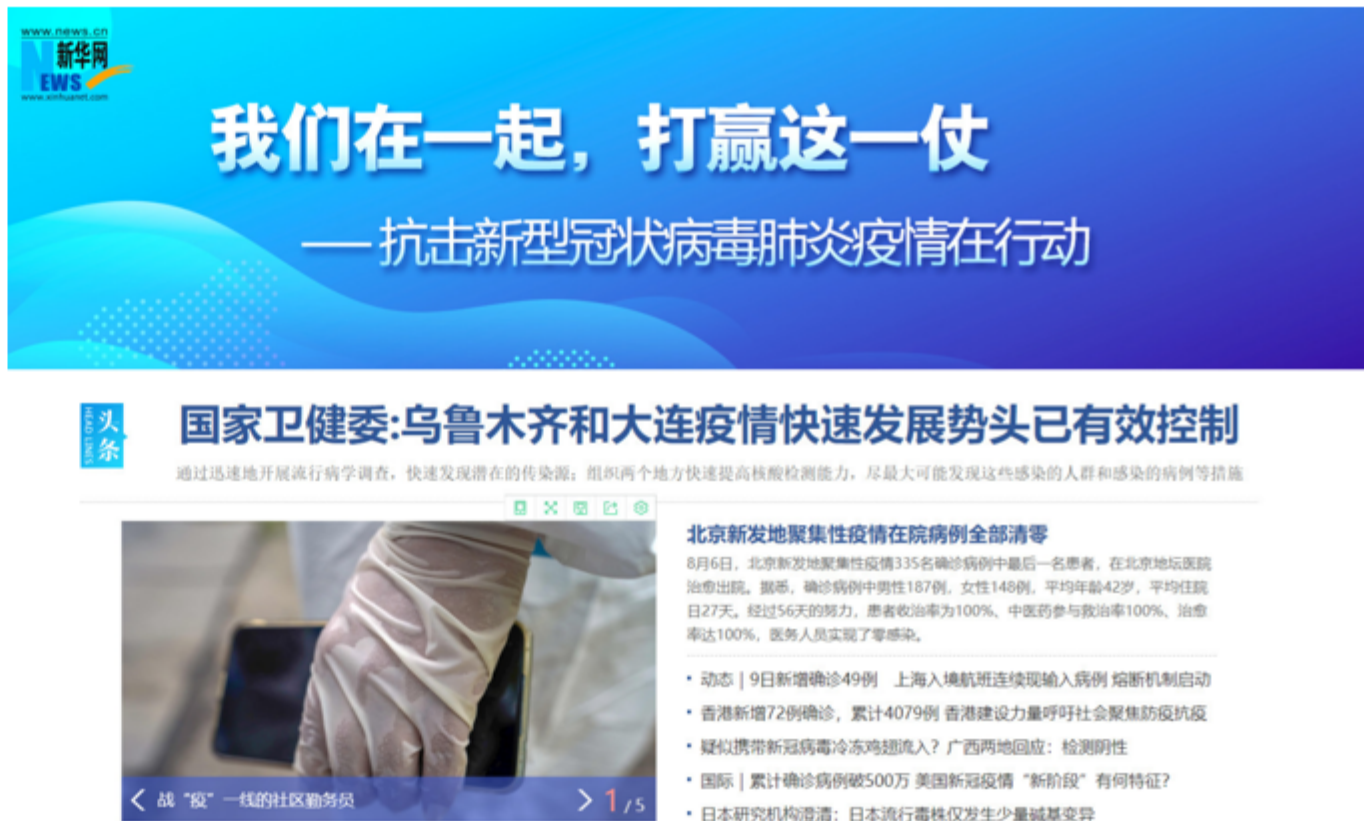 www.news.cn
新华网
NEWS
www.xinhuanet.com
我们在一起，打赢这一仗
——抗击新型冠状病毒肺炎疫情在行动
头条
HEAD LINES
国家卫健委:乌鲁木齐和大连疫情快速发展势头已有效控制
通过迅速地开展流行病学调查，快速发现潜在的传染源；组织两个地方快速提高核酸检测能力，尽最大可能发现这些感染的人群和感染的病例等措施
北京新发地聚集性疫情在院病例全部清零
8月6日，北京新发地聚集性疫情335名确诊病例中最后一名患者，在北京地坛医院
治愈出院。据悉，确诊病例中男性187例，女性148例，平均年龄42岁，平均住院
日27天。经过56天的努力，患者收治率为100%、中医药参与救治率100%、治愈
率达100%，医务人员实现了零感染。
• 动态 | 9日新增确诊49例 上海入境航班连续现输入病例 熔断机制启动
• 香港新增72例确诊，累计4079例 香港建设力量呼吁社会聚焦防疫抗疫
• 疑似携带新冠病毒冷冻鸡翅流入？广西两地回应：检测阴性
• 国际 | 累计确诊病例破500万 美国新冠疫情“新阶段”有何特征？
• 日本研究机构澄清：日本流行毒株仅发生少量碱基变异
战“疫”一线的社区勤务员
1/5